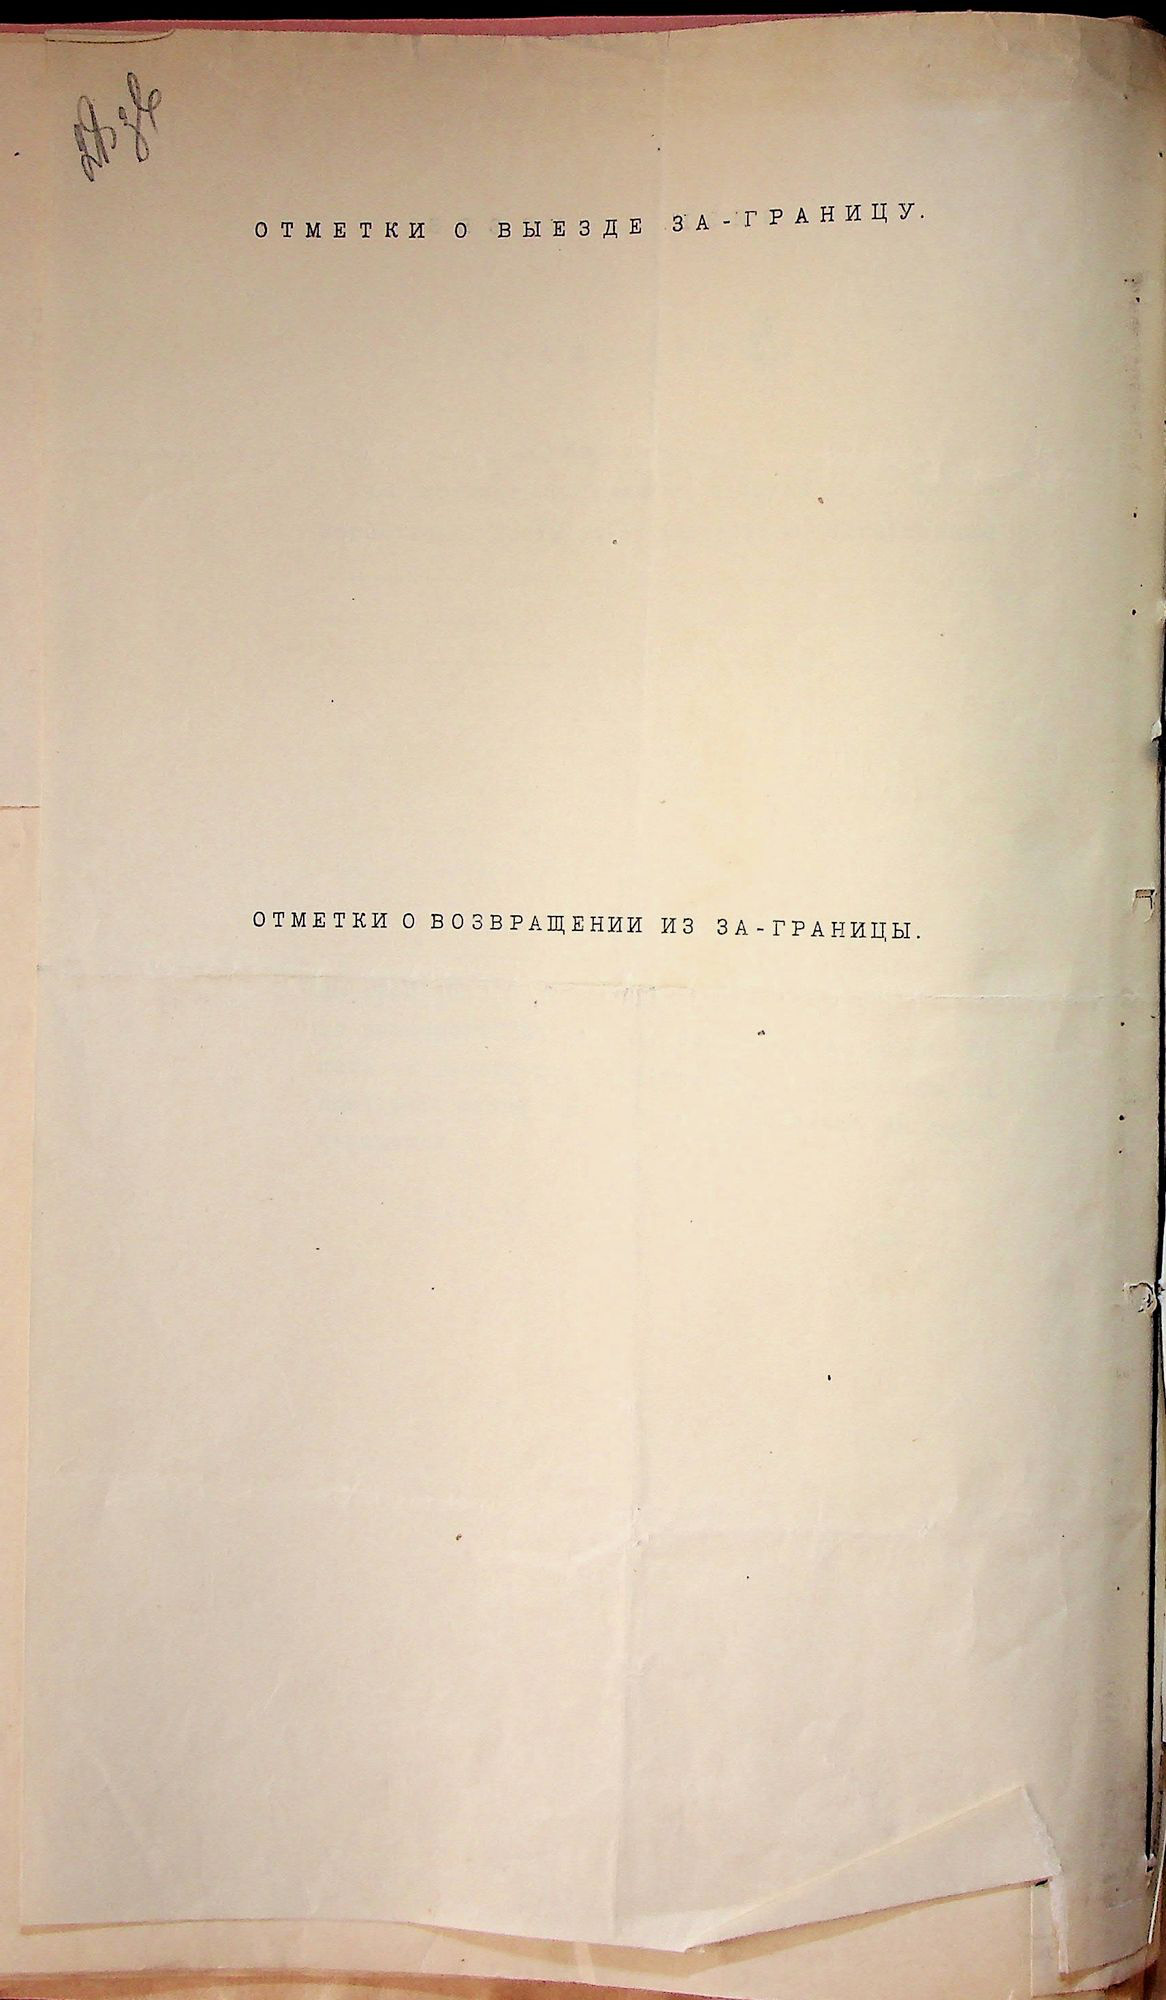 ОТМЕТКИ О ВЫЕЗДЕ ЗА-ГРАНИЦУ.
ОТМЕТКИ О ВОЗВРАЩЕНИИ ИЗ ЗА-ГРАНИЦЫ.